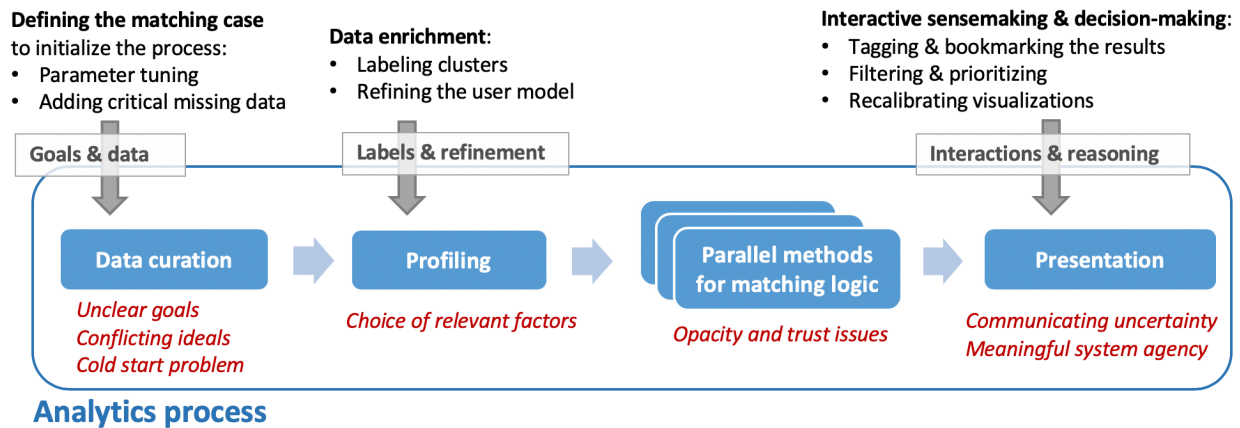 Defining the matching case
to initialize the process:
• Parameter tuning
• Adding critical missing data
Data enrichment:
• Labeling clusters
• Refining the user model
Interactive sensemaking & decision-making:
• Tagging & bookmarking the results
• Filtering & prioritizing
• Recalibrating visualizations
Goals & data
Labels & refinement
Interactions & reasoning
Data curation
Profiling
Parallel methods
for matching logic
Presentation
Unclear goals
Conflicting ideals
Cold start problem
Choice of relevant factors
Opacity and trust issues
Communicating uncertainty
Meaningful system agency
Analytics process